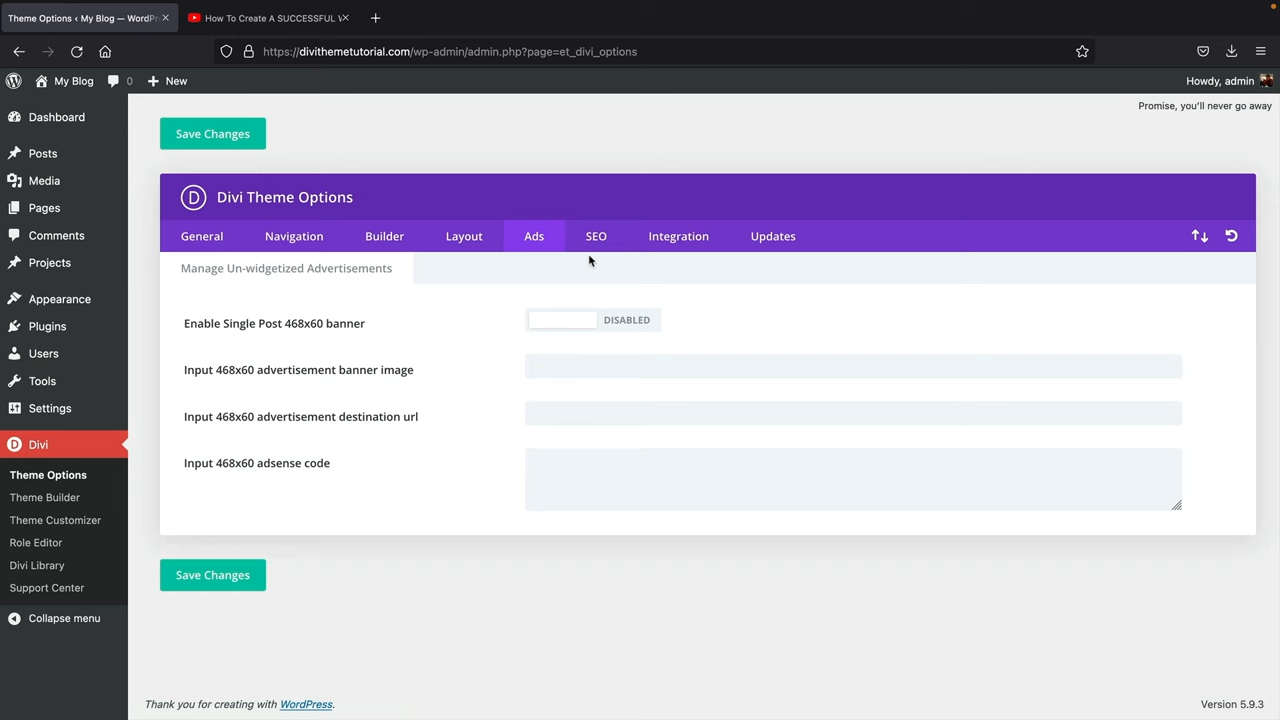 Theme Options ‹ My Blog — WordPr
How To Create A SUCCESSFUL W
https://divithemetutorial.com/wp-admin/admin.php?page=et_divi_options
My Blog
0
New
Howdy, admin
Promise, you'll never go away
Dashboard
Posts
Media
Pages
Comments
Projects
Appearance
Plugins
Users
Tools
Settings
Divi
Theme Options
Theme Builder
Theme Customizer
Role Editor
Divi Library
Support Center
Collapse menu
Save Changes
D Divi Theme Options
General Navigation Builder Layout Ads SEO Integration Updates
Manage Un-widgetized Advertisements
Enable Single Post 468x60 banner
DISABLED
Input 468x60 advertisement banner image
Input 468x60 advertisement destination url
Input 468x60 adsense code
Save Changes
Thank you for creating with WordPress.
Version 5.9.3